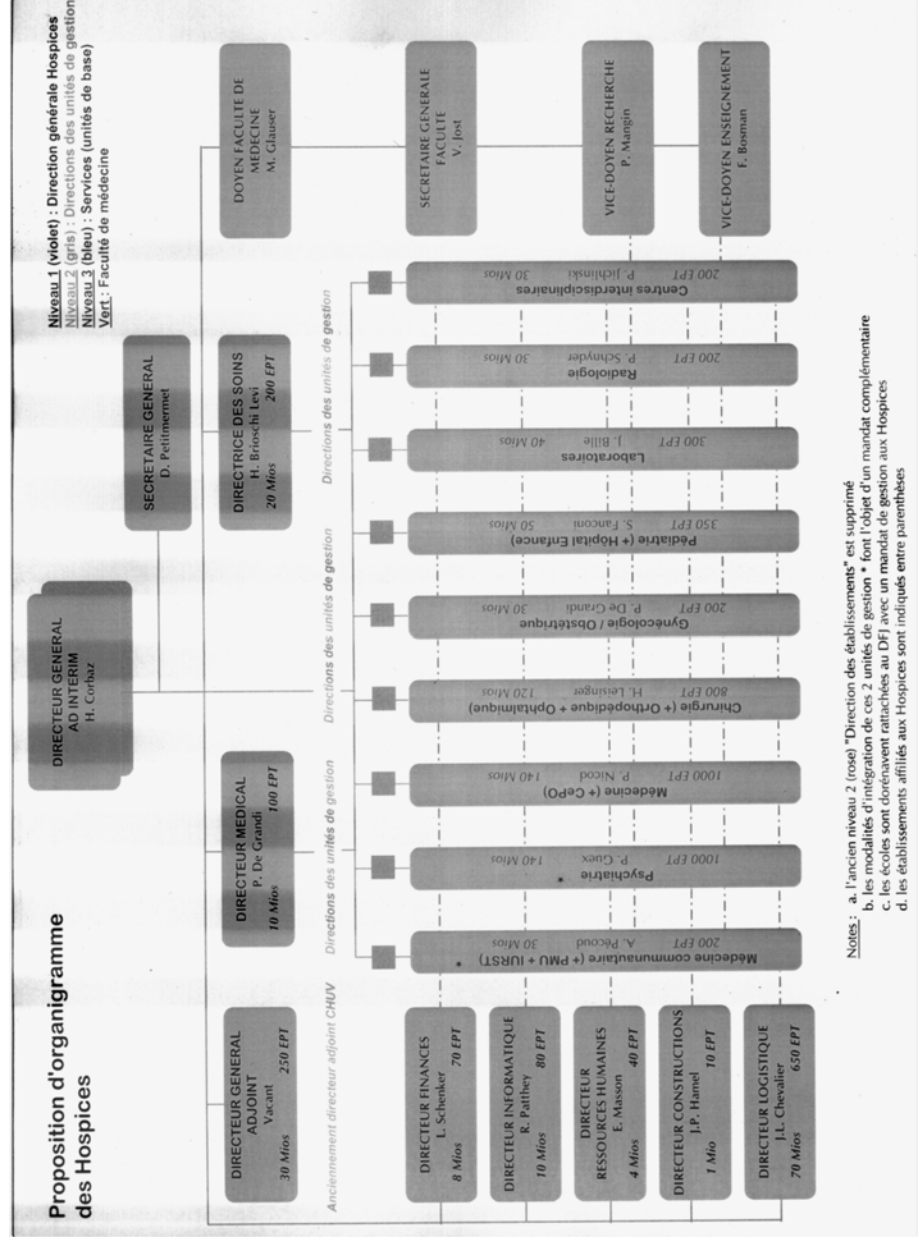 Proposition d'organigramme
des Hospices
Niveau 1 (violet) : Direction générale Hospices
Niveau 2 (gris) : Directions des unités de gestion
Niveau 3 (bleu) : Services (unités de base)
Vert : Faculté de médecine
DIRECTEUR GENERAL
AD INTERIM
H. Corbaz
SECRETAIRE GENERAL
D. Petitmermet
DIRECTEUR GENERAL
ADJOINT
Vacant
30 Mios 250 EPT
DIRECTEUR MEDICAL
P. De Grandi
10 Mios 100 EPT
DIRECTRICE DES SOINS
H. Brioschi Levi
20 Mios 200 EPT
DOYEN FACULTE DE
MEDECINE
M. Glauser
Anciennement directeur adjoint CHUV
Directions des unités de gestion
Directions des unités de gestion
Directions des unités de gestion
DIRECTEUR FINANCES
L. Schenker
8 Mios 70 EPT
DIRECTEUR INFORMATIQUE
R. Patthey
10 Mios 80 EPT
DIRECTEUR
RESSOURCES HUMAINES
E. Masson
4 Mios 40 EPT
DIRECTEUR CONSTRUCTIONS
J.P. Hamel
1 Mio 10 EPT
DIRECTEUR LOGISTIQUE
J.L. Chevalier
70 Mios 650 EPT
Médecine communautaire (+ PMU + IURST) *
200 EPT A. Pécoud 30 Mios
Psychiatrie *
1000 EPT P. Guex 140 Mios
Médecine (+ CePO)
1000 EPT P. Nicod 140 Mios
Chirurgie (+ Orthopédique + Ophtalmique)
800 EPT H. Leisinger 120 Mios
Gynécologie / Obstétrique
200 EPT P. De Grandi 30 Mios
Pédiatrie (+ Hôpital Enfance)
350 EPT S. Fanconi 50 Mios
Laboratoires
300 EPT J. Bille 40 Mios
Radiologie
200 EPT P. Schnyder 30 Mios
Centres interdisciplinaires
200 EPT P. Jichlinski 30 Mios
SECRETAIRE GENERALE
FACULTE
V. Jost
VICE-DOYEN RECHERCHE
P. Mangin
VICE-DOYEN ENSEIGNEMENT
F. Bosman
Notes : a. l'ancien niveau 2 (rose) "Direction des établissements" est supprimé
b. les modalités d'intégration de ces 2 unités de gestion * font l'objet d'un mandat complémentaire
c. les écoles sont dorénavant rattachées au DFJ avec un mandat de gestion aux Hospices
d. les établissements affiliés aux Hospices sont indiqués entre parenthèses